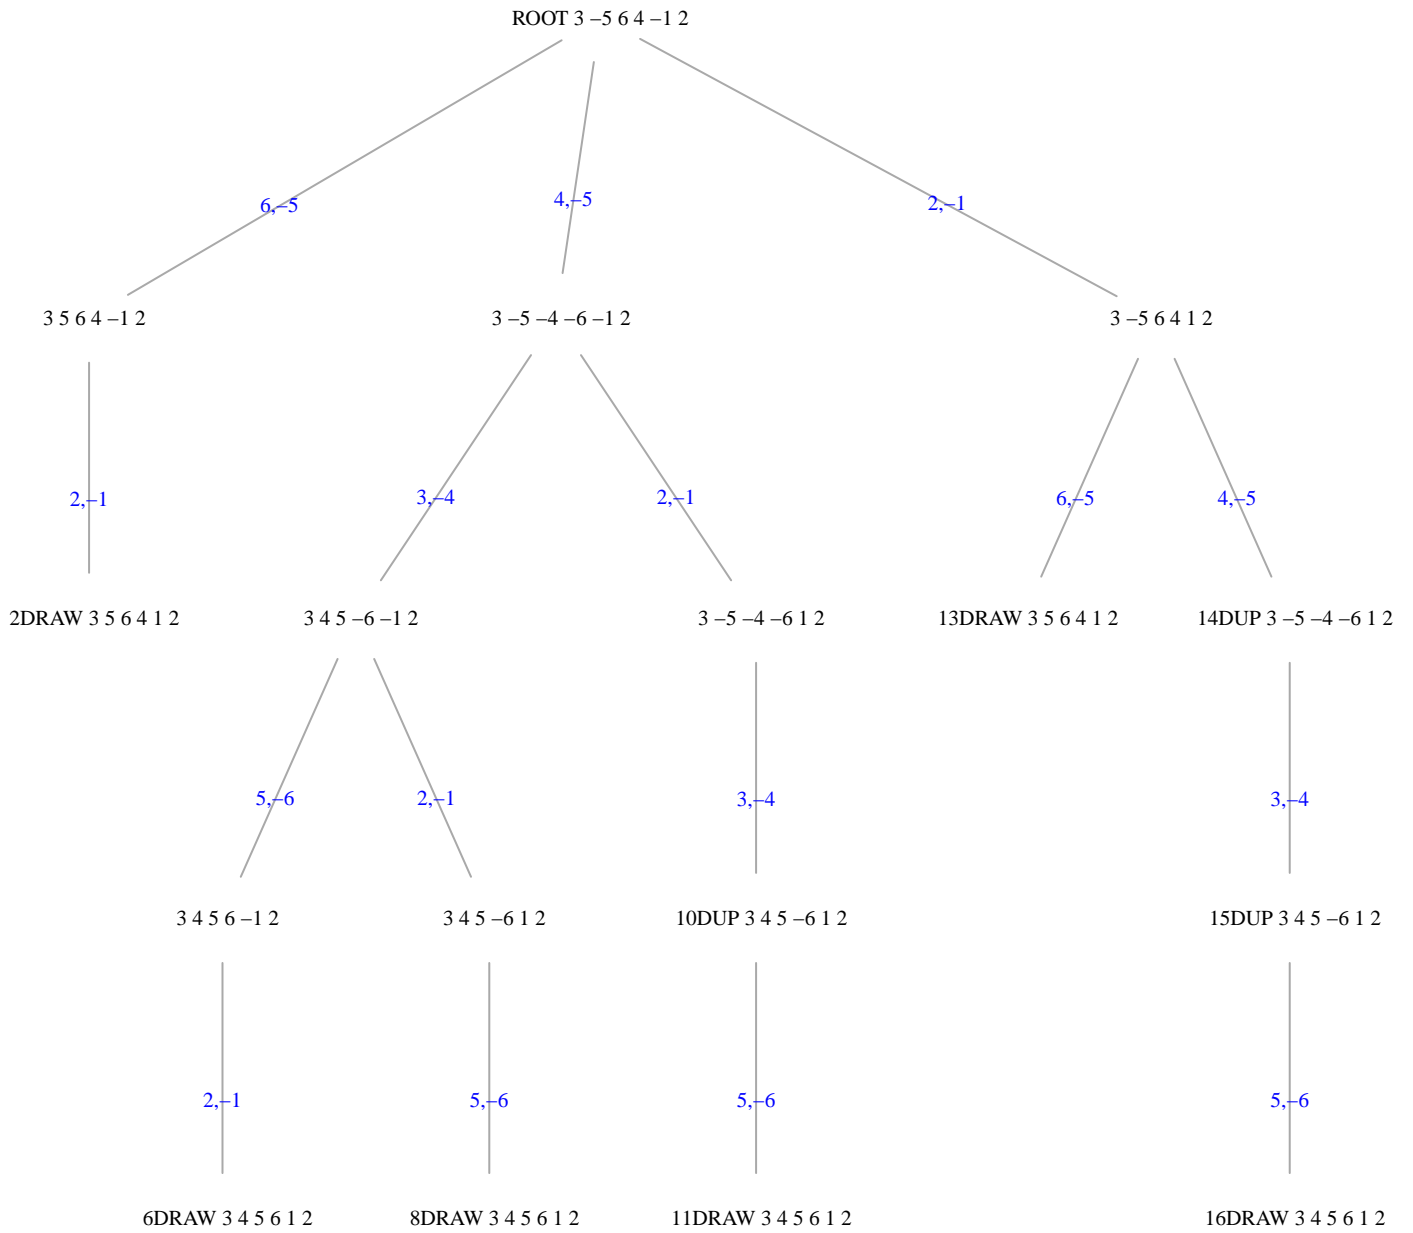 ROOT 3 –5 6 4 –1 2
6,–5
4,–5
2,–1
3 5 6 4 –1 2
3 –5 –4 –6 –1 2
3 –5 6 4 1 2
2,–1
3,–4
2,–1
6,–5
4,–5
2DRAW 3 5 6 4 1 2
3 4 5 –6 –1 2
3 –5 –4 –6 1 2
13DRAW 3 5 6 4 1 2
14DUP 3 –5 –4 –6 1 2
5,–6
2,–1
3,–4
3,–4
3 4 5 6 –1 2
3 4 5 –6 1 2
10DUP 3 4 5 –6 1 2
15DUP 3 4 5 –6 1 2
2,–1
5,–6
5,–6
5,–6
6DRAW 3 4 5 6 1 2
8DRAW 3 4 5 6 1 2
11DRAW 3 4 5 6 1 2
16DRAW 3 4 5 6 1 2